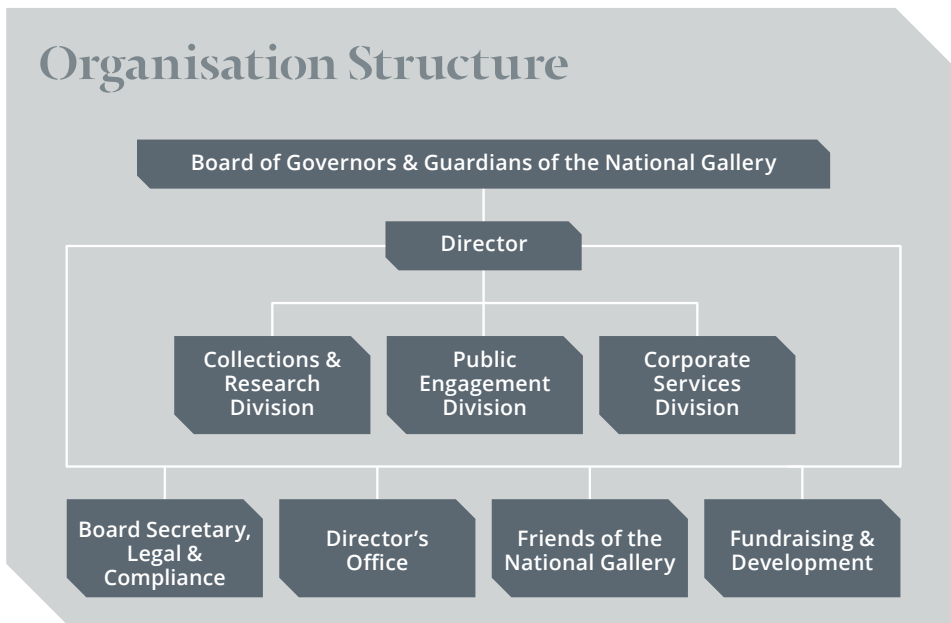 Organisation Structure
Board of Governors & Guardians of the National Gallery
Director
Collections &
Research
Division
Public
Engagement
Division
Corporate
Services
Division
Board Secretary,
Legal &
Compliance
Director’s
Office
Friends of the
National Gallery
Fundraising &
Development